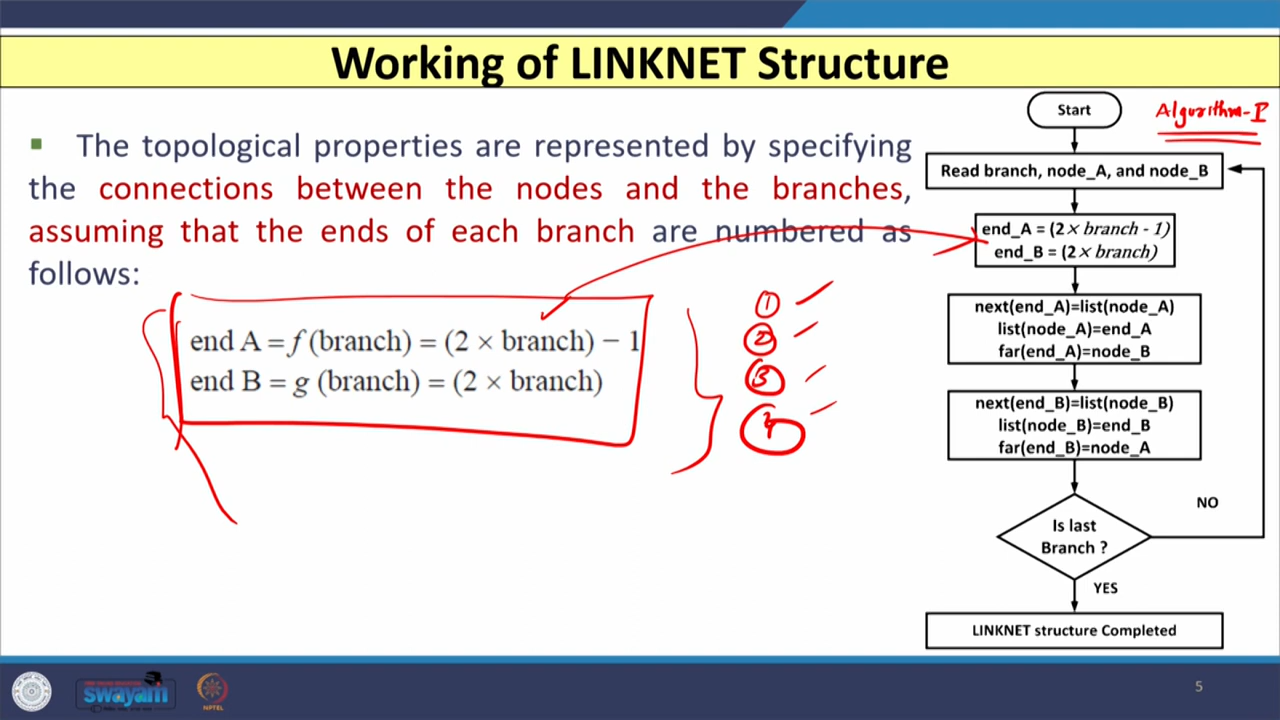 Working of LINKNET Structure
▪ The topological properties are represented by specifying
the connections between the nodes and the branches,
assuming that the ends of each branch are numbered as
follows:
end A = f (branch) = (2 × branch) − 1
end B = g (branch) = (2 × branch)
1
2
3
4
Algorithm-I
Start
Read branch, node_A, and node_B
end_A = (2 × branch - 1)
end_B = (2 × branch)
next(end_A)=list(node_A)
list(node_A)=end_A
far(end_A)=node_B
next(end_B)=list(node_B)
list(node_B)=end_B
far(end_B)=node_A
NO
Is last
Branch ?
YES
LINKNET structure Completed
swayam
NPTEL
5